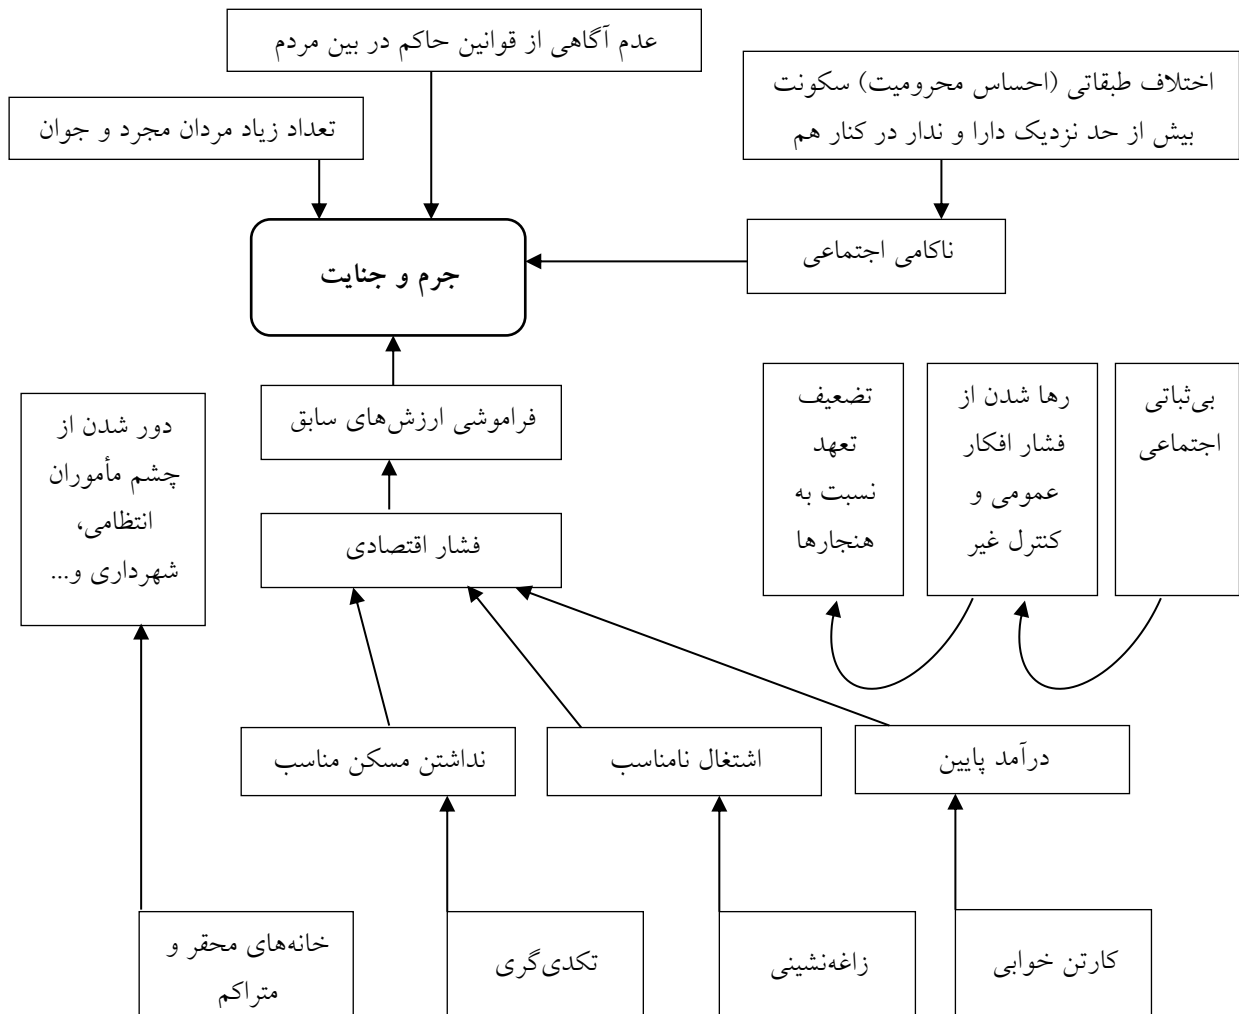 عدم آگاهی از قوانین حاکم در بین مردم
اختلاف طبقاتی (احساس محرومیت) سکونت
بیش از حد نزدیک دارا و ندار در کنار هم
تعداد زیاد مردان مجرد و جوان
ناکامی اجتماعی
جرم و جنایت
بی‌ثباتی
اجتماعی
رها شدن از
فشار افکار
عمومی و
کنترل غیر
تضعیف
تعهد
نسبت به
هنجارها
فراموشی ارزش‌های سابق
دور شدن از
چشم مأموران
انتظامی،
شهرداری و...
فشار اقتصادی
درآمد پایین
اشتغال نامناسب
نداشتن مسکن مناسب
کارتن خوابی
زاغه‌نشینی
تکدی‌گری
خانه‌های محقر و
متراکم